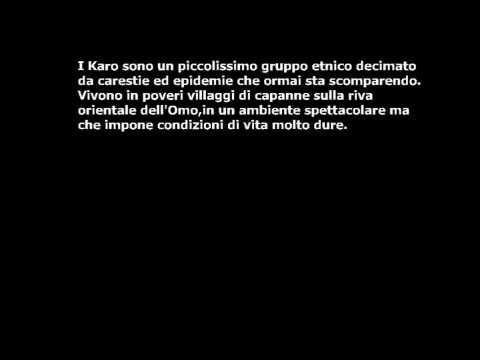 I Karo sono un piccolissimo gruppo etnico decimato
da carestie ed epidemie che ormai sta scomparendo.
Vivono in poveri villaggi di capanne sulla riva
orientale dell'Omo,in un ambiente spettacolare ma
che impone condizioni di vita molto dure.